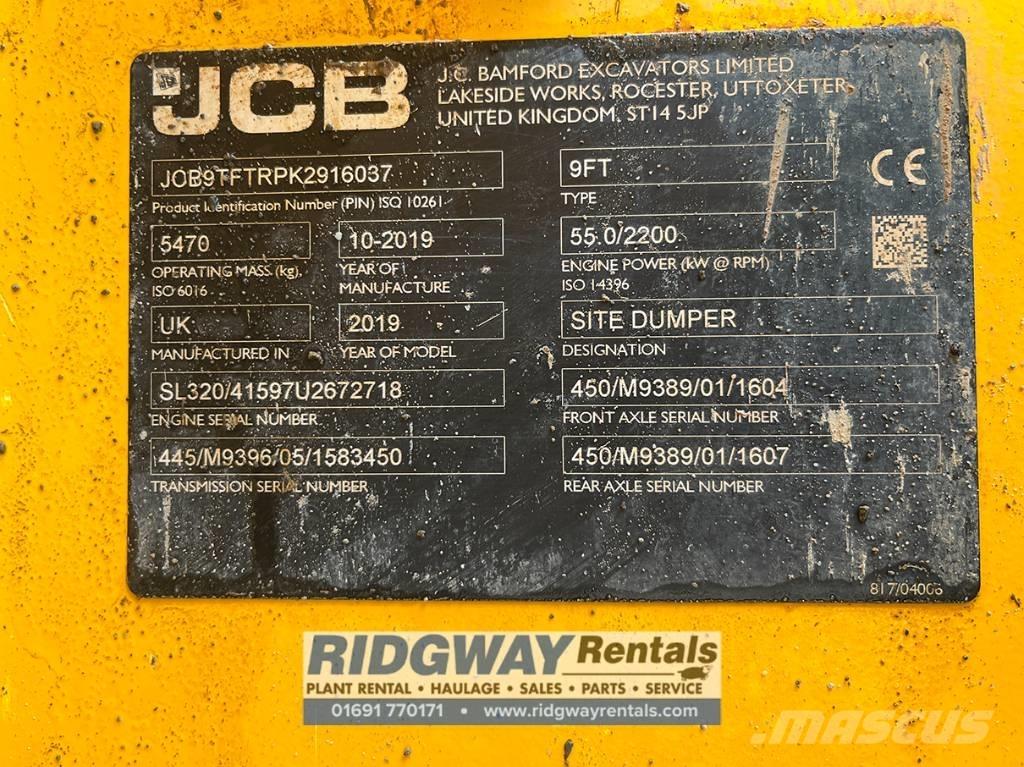 JCB
J.C. BAMFORD EXCAVATORS LIMITED
LAKESIDE WORKS, ROCESTER, UTTOXETER,
UNITED KINGDOM, ST14 5JP
JCB9TFTRPK2916037
Product Identification Number (PIN) ISO 10261
9FT
TYPE
CE
5470
OPERATING MASS (kg),
ISO 6016
10-2019
YEAR OF
MANUFACTURE
55.0/2200
ENGINE POWER (kW @ RPM)
ISO 14396
UK
MANUFACTURED IN
2019
YEAR OF MODEL
SITE DUMPER
DESIGNATION
SL320/41597U2672718
ENGINE SERIAL NUMBER
450/M9389/01/1604
FRONT AXLE SERIAL NUMBER
445/M9396/05/1583450
TRANSMISSION SERIAL NUMBER
450/M9389/01/1607
REAR AXLE SERIAL NUMBER
817/04006
RIDGWAY Rentals
PLANT RENTAL • HAULAGE • SALES • PARTS • SERVICE
01691 770171 • www.ridgwayrentals.com
MASCUS